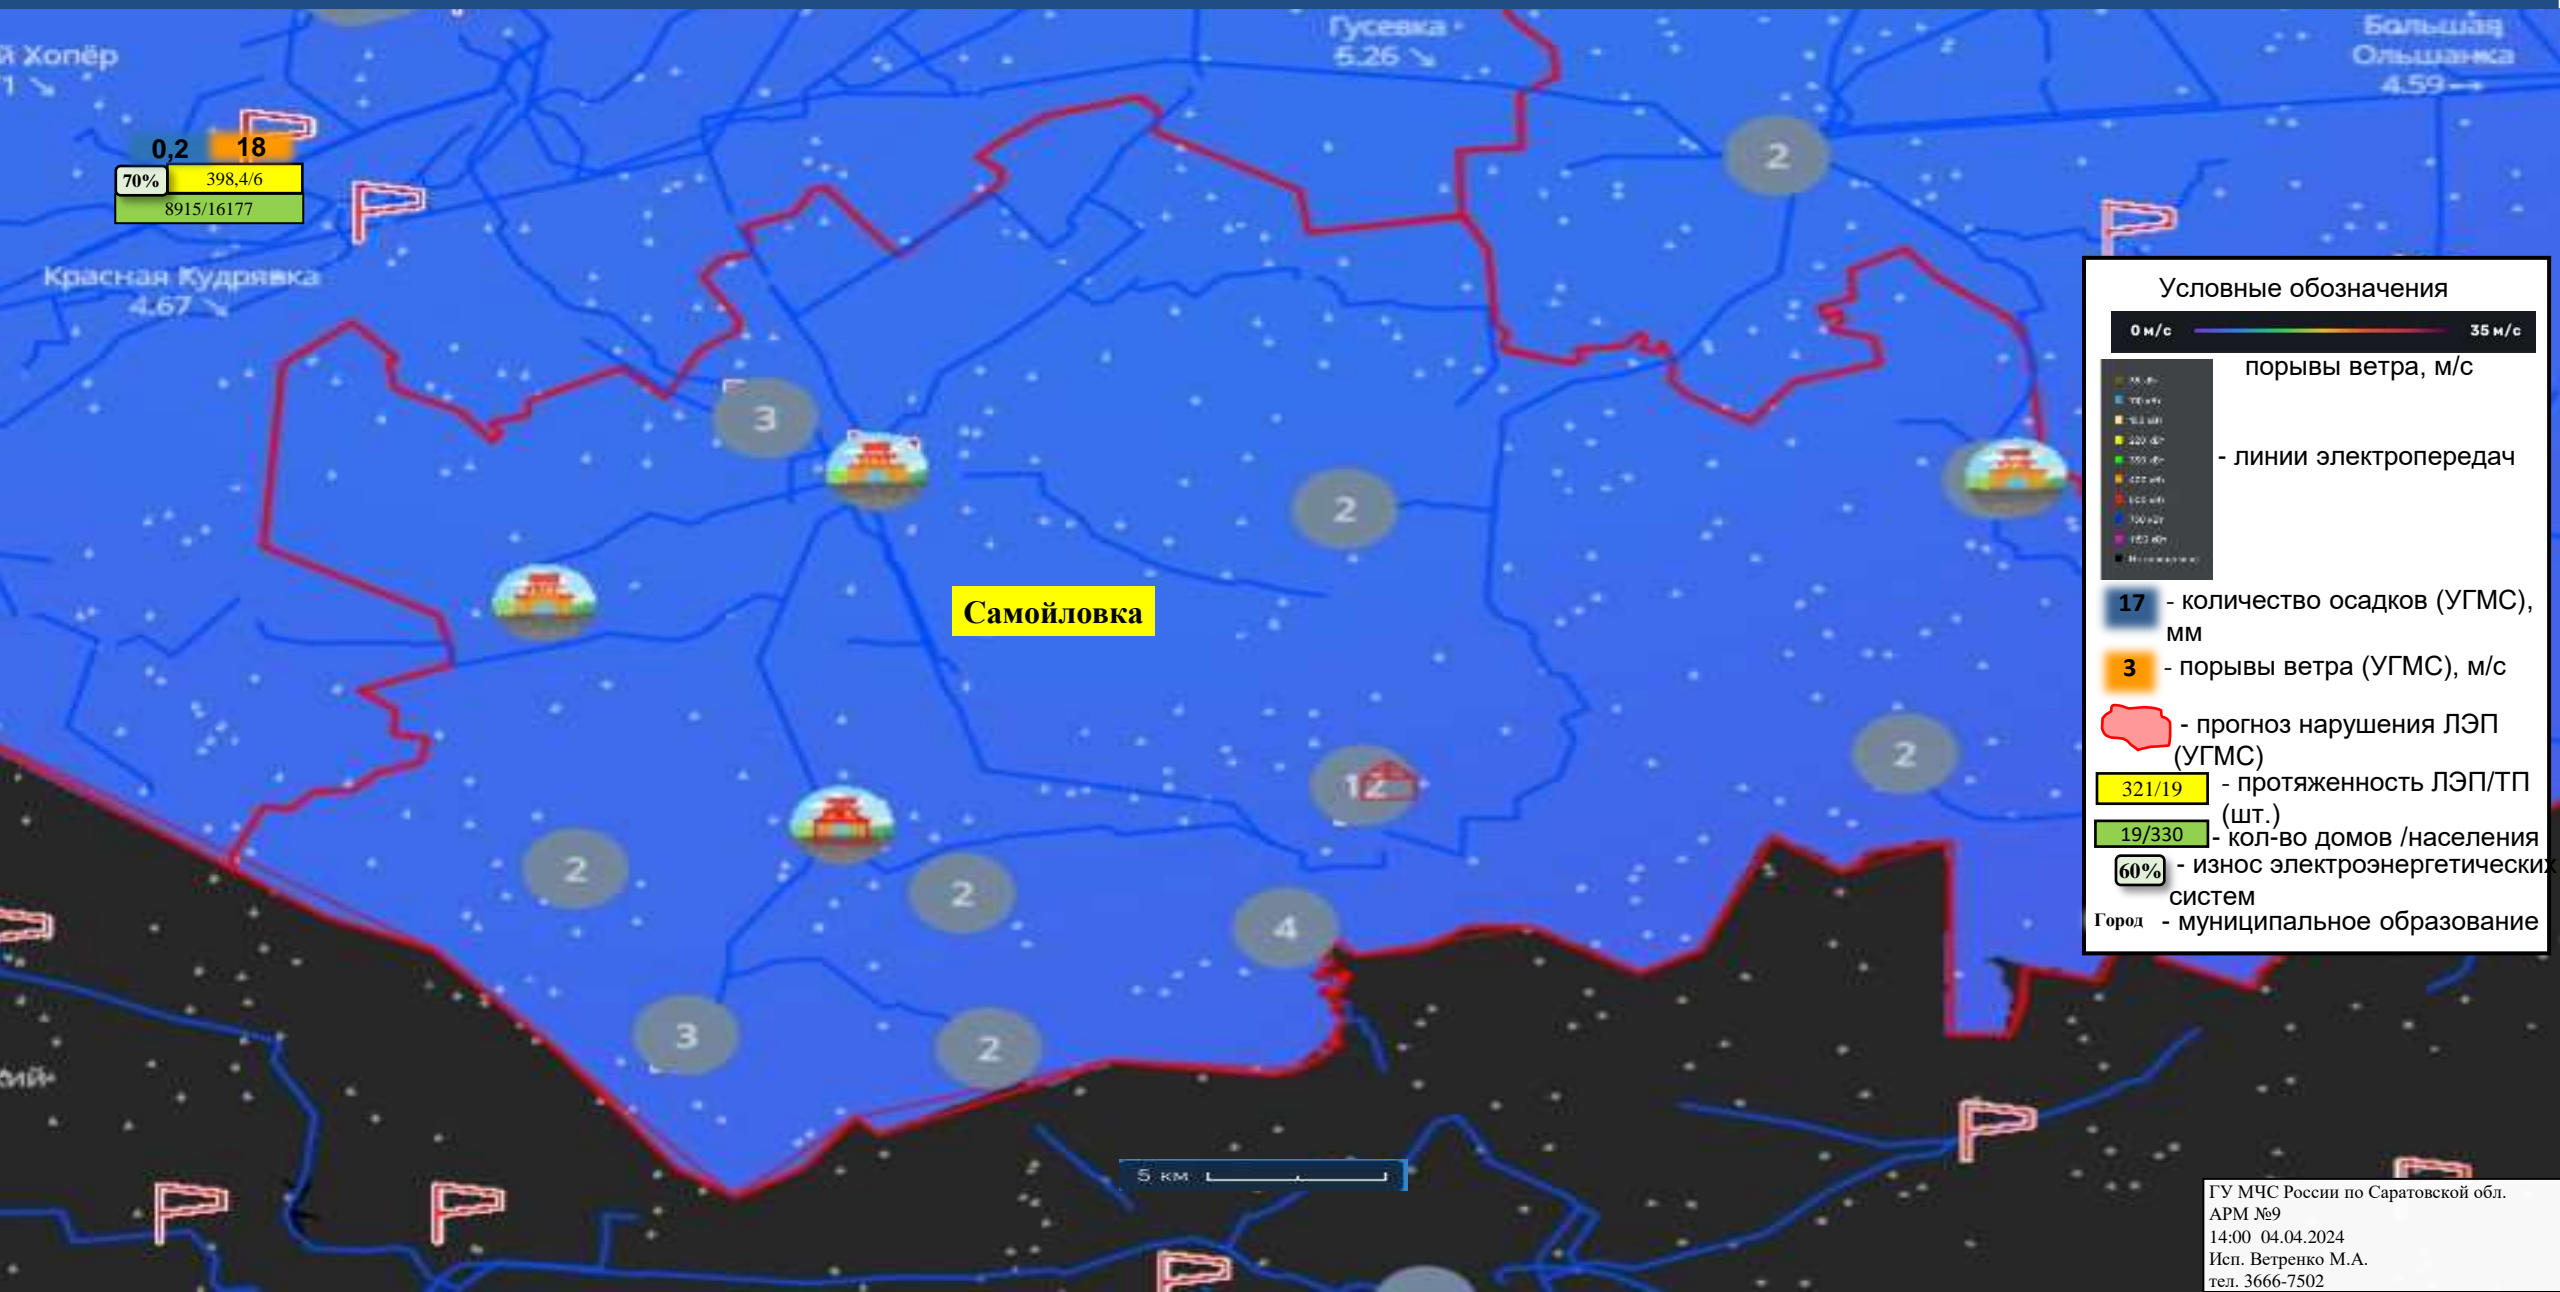 й Хопёр
Гусевка
5.26
Большая
Ольшанка
4.59
0,2 18
70% 398,4/6
8915/16177
Красная Кудрявка
4.67
2
3
2
Самойловка
12
2
2
2
4
3
2
кий
5 км
Условные обозначения
0 м/с 35 м/с
порывы ветра, м/с
- линии электропередач
17 - количество осадков (УГМС),
мм
3 - порывы ветра (УГМС), м/с
- прогноз нарушения ЛЭП
(УГМС)
321/19 - протяженность ЛЭП/ТП
(шт.)
19/330 - кол-во домов /населения
60% - износ электроэнергетических
систем
Город - муниципальное образование
ГУ МЧС России по Саратовской обл.
АРМ №9
14:00 04.04.2024
Исп. Ветренко М.А.
тел. 3666-7502